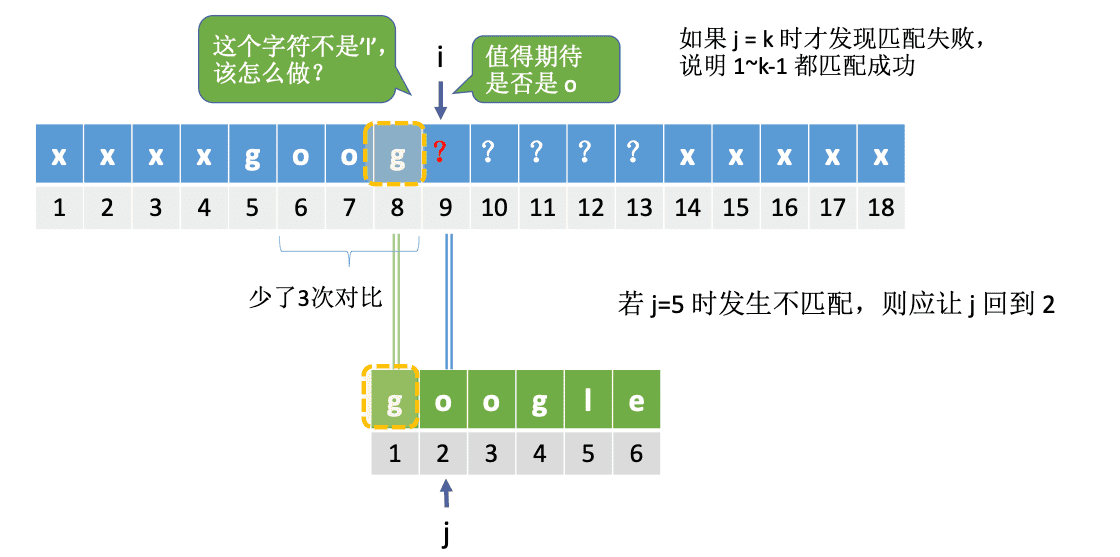 这个字符不是’l’，
该怎么做？
i
值得期待
是否是 o
如果 j = k 时才发现匹配失败，
说明 1~k-1 都匹配成功
x x x x g o o g ? ? ? ? ? x x x x x
1 2 3 4 5 6 7 8 9 10 11 12 13 14 15 16 17 18
少了3次对比
若 j=5 时发生不匹配，则应让 j 回到 2
g o o g l e
1 2 3 4 5 6
j